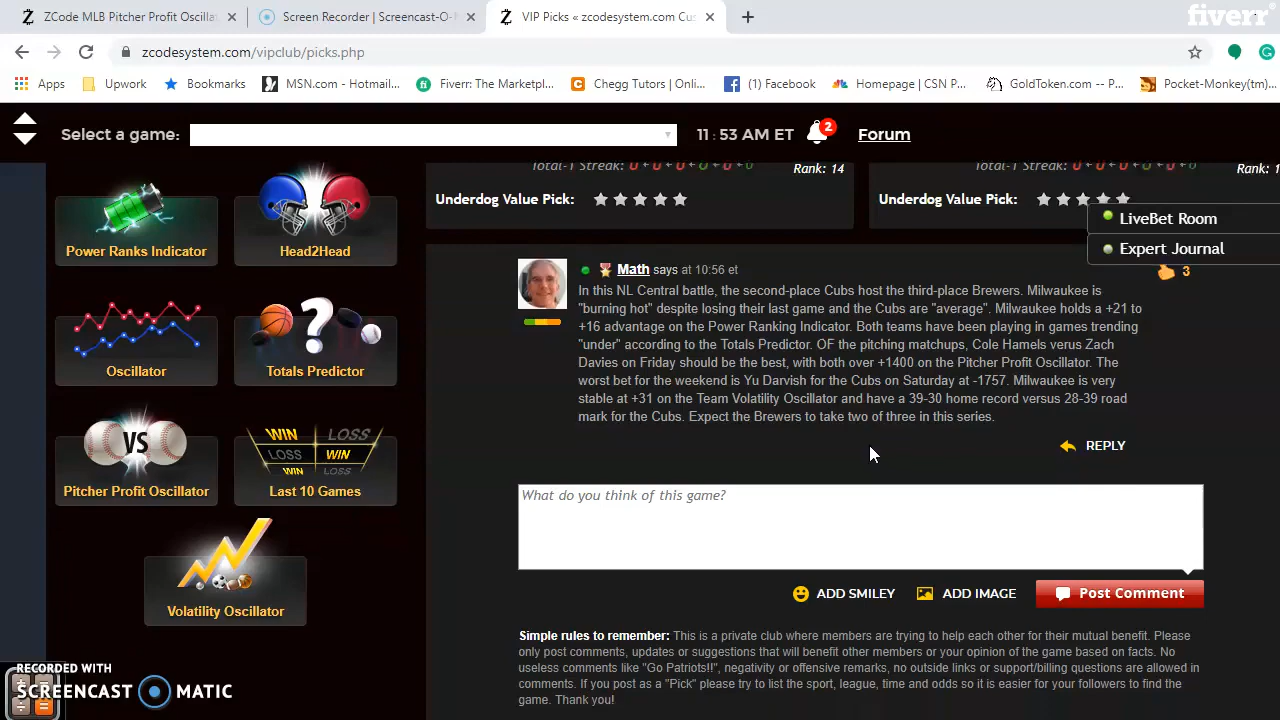 ZCode MLB Pitcher Profit Oscillat
Screen Recorder | Screencast-O-M
VIP Picks « zcodesystem.com Cus
fiverr
zcodesystem.com/vipclub/picks.php
Apps
Upwork
Bookmarks
MSN.com - Hotmail...
Fiverr: The Marketpl...
Chegg Tutors | Onli...
(1) Facebook
Homepage | CSN P...
GoldToken.com -- P...
Pocket-Monkey(tm)...
Select a game:
11:53 AM ET
2
Forum
Total-T Streak:
Rank: 14
Total-T Streak:
Rank: 1
Underdog Value Pick:
Underdog Value Pick:
LiveBet Room
Expert Journal
Power Ranks Indicator
Head2Head
Oscillator
Totals Predictor
VS
Pitcher Profit Oscillator
WIN LOSS
LOSS WIN
WIN LOSS
Last 10 Games
Volatility Oscillator
Math says at 10:56 et
3
In this NL Central battle, the second-place Cubs host the third-place Brewers. Milwaukee is
"burning hot" despite losing their last game and the Cubs are "average". Milwaukee holds a +21 to
+16 advantage on the Power Ranking Indicator. Both teams have been playing in games trending
"under" according to the Totals Predictor. OF the pitching matchups, Cole Hamels verus Zach
Davies on Friday should be the best, with both over +1400 on the Pitcher Profit Oscillator. The
worst bet for the weekend is Yu Darvish for the Cubs on Saturday at -1757. Milwaukee is very
stable at +31 on the Team Volatility Oscillator and have a 39-30 home record versus 28-39 road
mark for the Cubs. Expect the Brewers to take two of three in this series.
REPLY
What do you think of this game?
ADD SMILEY
ADD IMAGE
Post Comment
Simple rules to remember: This is a private club where members are trying to help each other for their mutual benefit. Please
only post comments, updates or suggestions that will benefit other members or your opinion of the game based on facts. No
useless comments like "Go Patriots!!", negativity or offensive remarks, no outside links or support/billing questions are allowed in
comments. If you post as a "Pick" please try to list the sport, league, time and odds so it is easier for your followers to find the
game. Thank you!
RECORDED WITH
SCREENCAST MATIC